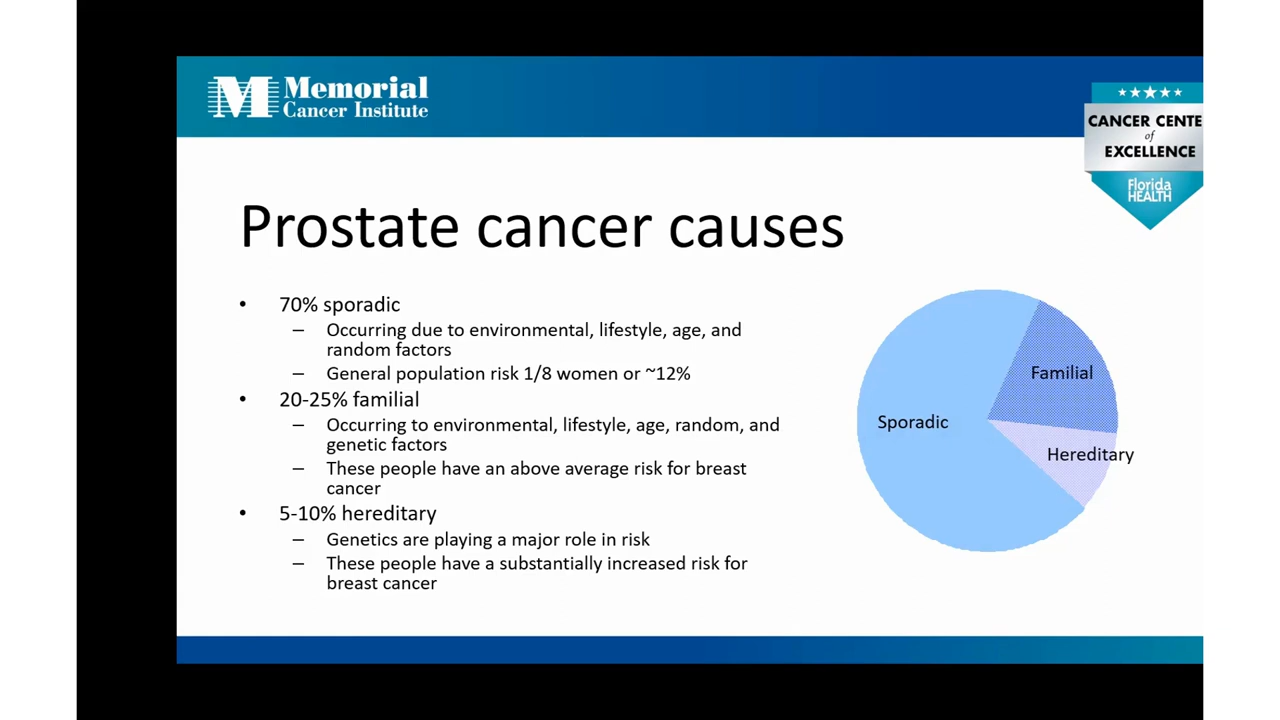 Memorial
Cancer Institute
CANCER CENTE
of
EXCELLENCE
Florida
HEALTH
Prostate cancer causes
• 70% sporadic
– Occurring due to environmental, lifestyle, age, and
random factors
– General population risk 1/8 women or ~12%
• 20-25% familial
– Occurring to environmental, lifestyle, age, random, and
genetic factors
– These people have an above average risk for breast
cancer
• 5-10% hereditary
– Genetics are playing a major role in risk
– These people have a substantially increased risk for
breast cancer
Familial
Sporadic
Hereditary